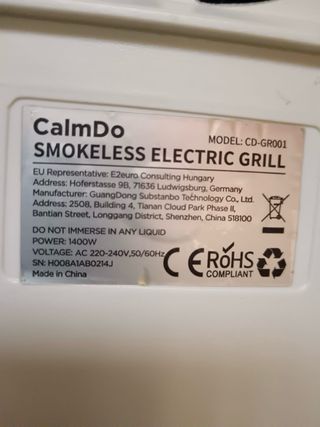 CalmDo
MODEL: CD-GR001
SMOKELESS ELECTRIC GRILL
EU Representative: E2euro Consulting Hungary
Address: Hoferstasse 9B, 71636 Ludwigsburg, Germany
Manufacturer: GuangDong Substanbo Technology Co., Ltd.
Address: 2508, Building 4, Tianan Cloud Park Phase II,
Bantian Street, Longgang District, Shenzhen, China 518100
DO NOT IMMERSE IN ANY LIQUID
POWER: 1400W
VOLTAGE: AC 220-240V,50/60Hz
SN: H008A1AB0214J
Made in China
CE
RoHS
COMPLIANT